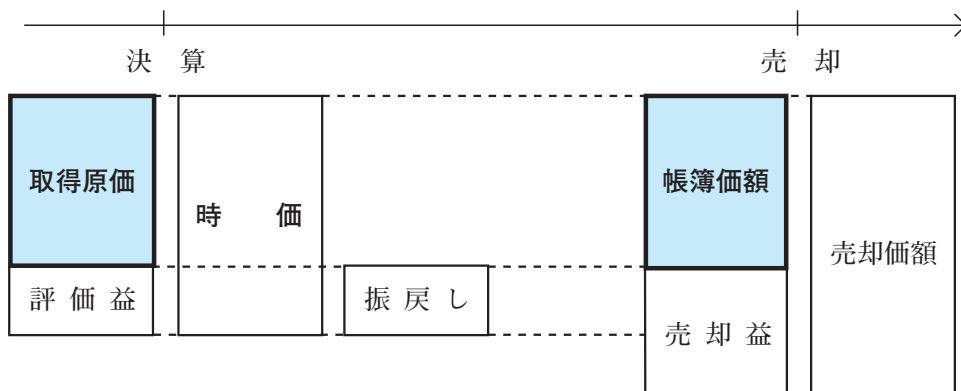 決算
売却
取得原価
帳簿価額
時価
売却価額
評価益
振戻し
売却益